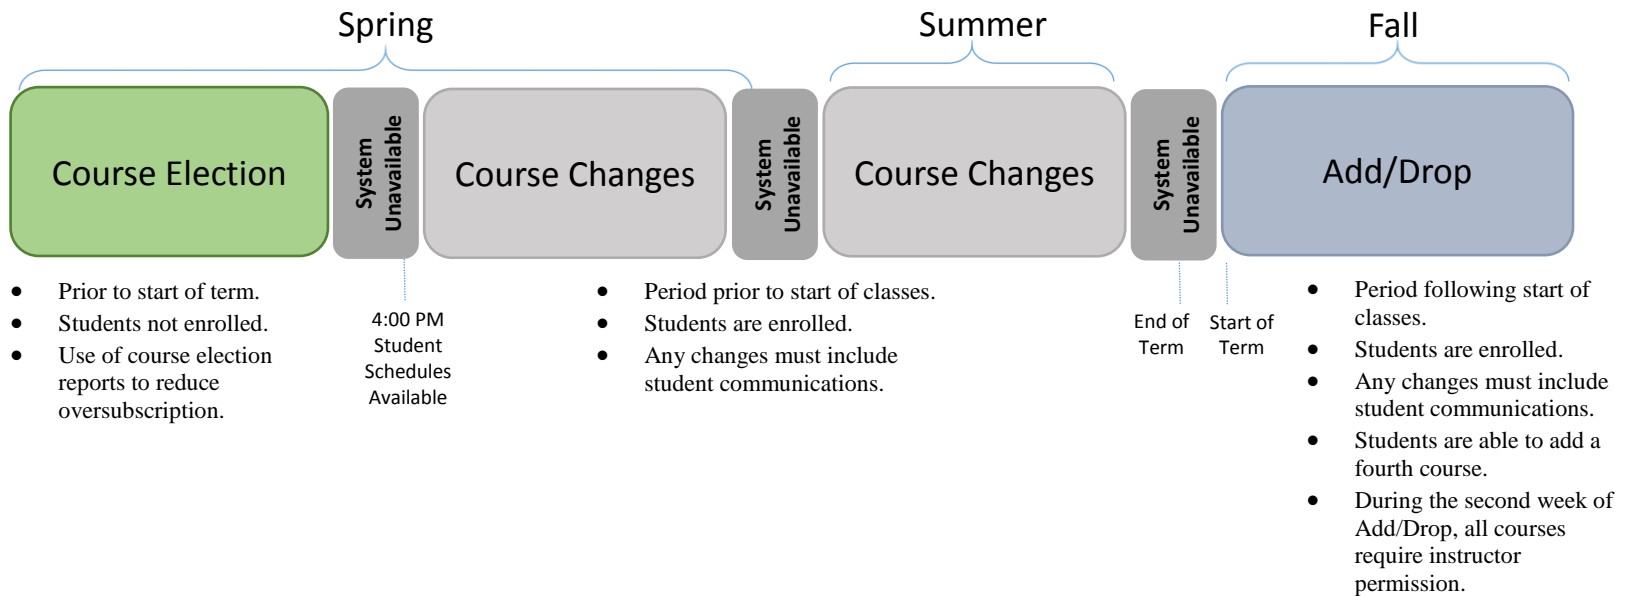 Spring
Summer
Fall
Course Election
System
Unavailable
Course Changes
System
Unavailable
Course Changes
System
Unavailable
Add/Drop
• Prior to start of term.
• Students not enrolled.
• Use of course election
reports to reduce
oversubscription.
4:00 PM
Student
Schedules
Available
• Period prior to start of classes.
• Students are enrolled.
• Any changes must include
student communications.
End of
Term
Start of
Term
• Period following start of
classes.
• Students are enrolled.
• Any changes must include
student communications.
• Students are able to add a
fourth course.
• During the second week of
Add/Drop, all courses
require instructor
permission.